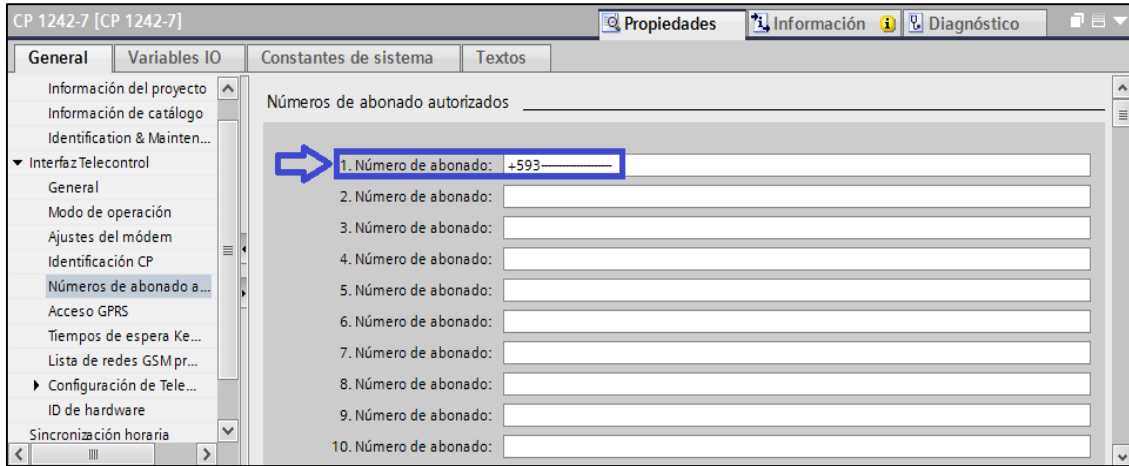 CP 1242-7 [CP 1242-7]
Propiedades
Información
Diagnóstico
General
Variables IO
Constantes de sistema
Textos
Información del proyecto
Información de catálogo
Identification & Mainten...
Interfaz Telecontrol
General
Modo de operación
Ajustes del módem
Identificación CP
Números de abonado a...
Acceso GPRS
Tiempos de espera Ke...
Lista de redes GSM pr...
Configuración de Tele...
ID de hardware
Sincronización horaria
Números de abonado autorizados
1. Número de abonado: +593--------------------
2. Número de abonado:
3. Número de abonado:
4. Número de abonado:
5. Número de abonado:
6. Número de abonado:
7. Número de abonado:
8. Número de abonado:
9. Número de abonado:
10. Número de abonado: